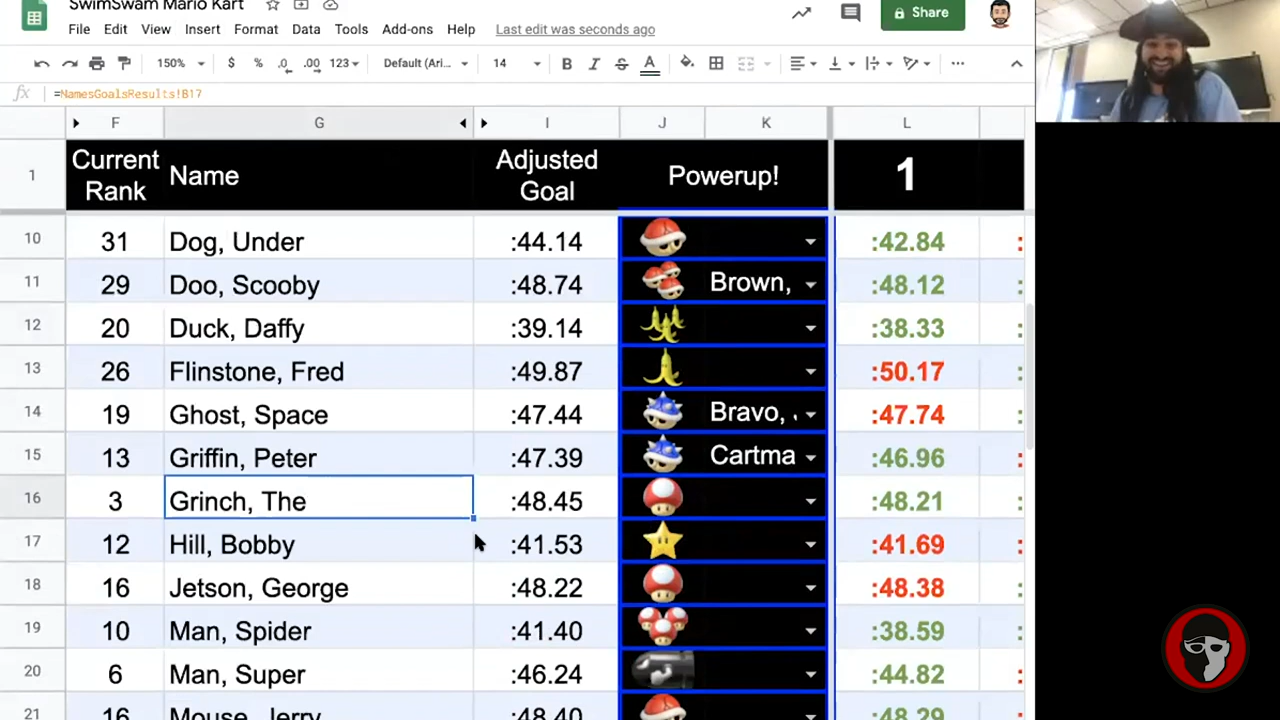 SwimSwam Mario Kart
File Edit View Insert Format Data Tools Add-ons Help Last edit was seconds ago Share
150% $ % .0 .00 123 Default (Ari... 14 B I S A
fx =NamesGoalsResults!B17
F G I J K L
1 Current Rank Name Adjusted Goal Powerup! 1
10 31 Dog, Under :44.14 :42.84 :
11 29 Doo, Scooby :48.74 Brown, :48.12 :
12 20 Duck, Daffy :39.14 :38.33 :
13 26 Flinstone, Fred :49.87 :50.17 :
14 19 Ghost, Space :47.44 Bravo, :47.74 :
15 13 Griffin, Peter :47.39 Cartma :46.96 :
16 3 Grinch, The :48.45 :48.21 :
17 12 Hill, Bobby :41.53 :41.69 :
18 16 Jetson, George :48.22 :48.38 :
19 10 Man, Spider :41.40 :38.59 :
20 6 Man, Super :46.24 :44.82 :
21 16 Mouse, Jerry :48.40 :48.29 :